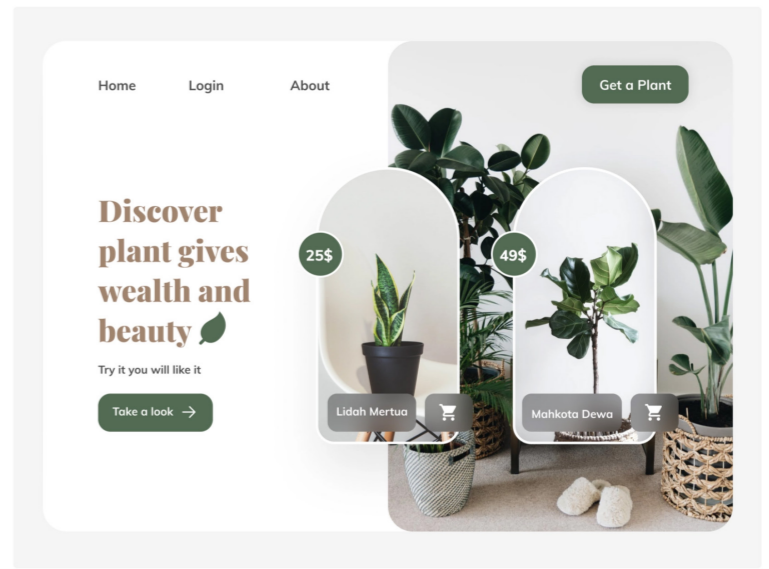 Home Login About Get a Plant
Discover
plant gives
wealth and
beauty
Try it you will like it
Take a look
25$
Lidah Mertua
49$
Mahkota Dewa